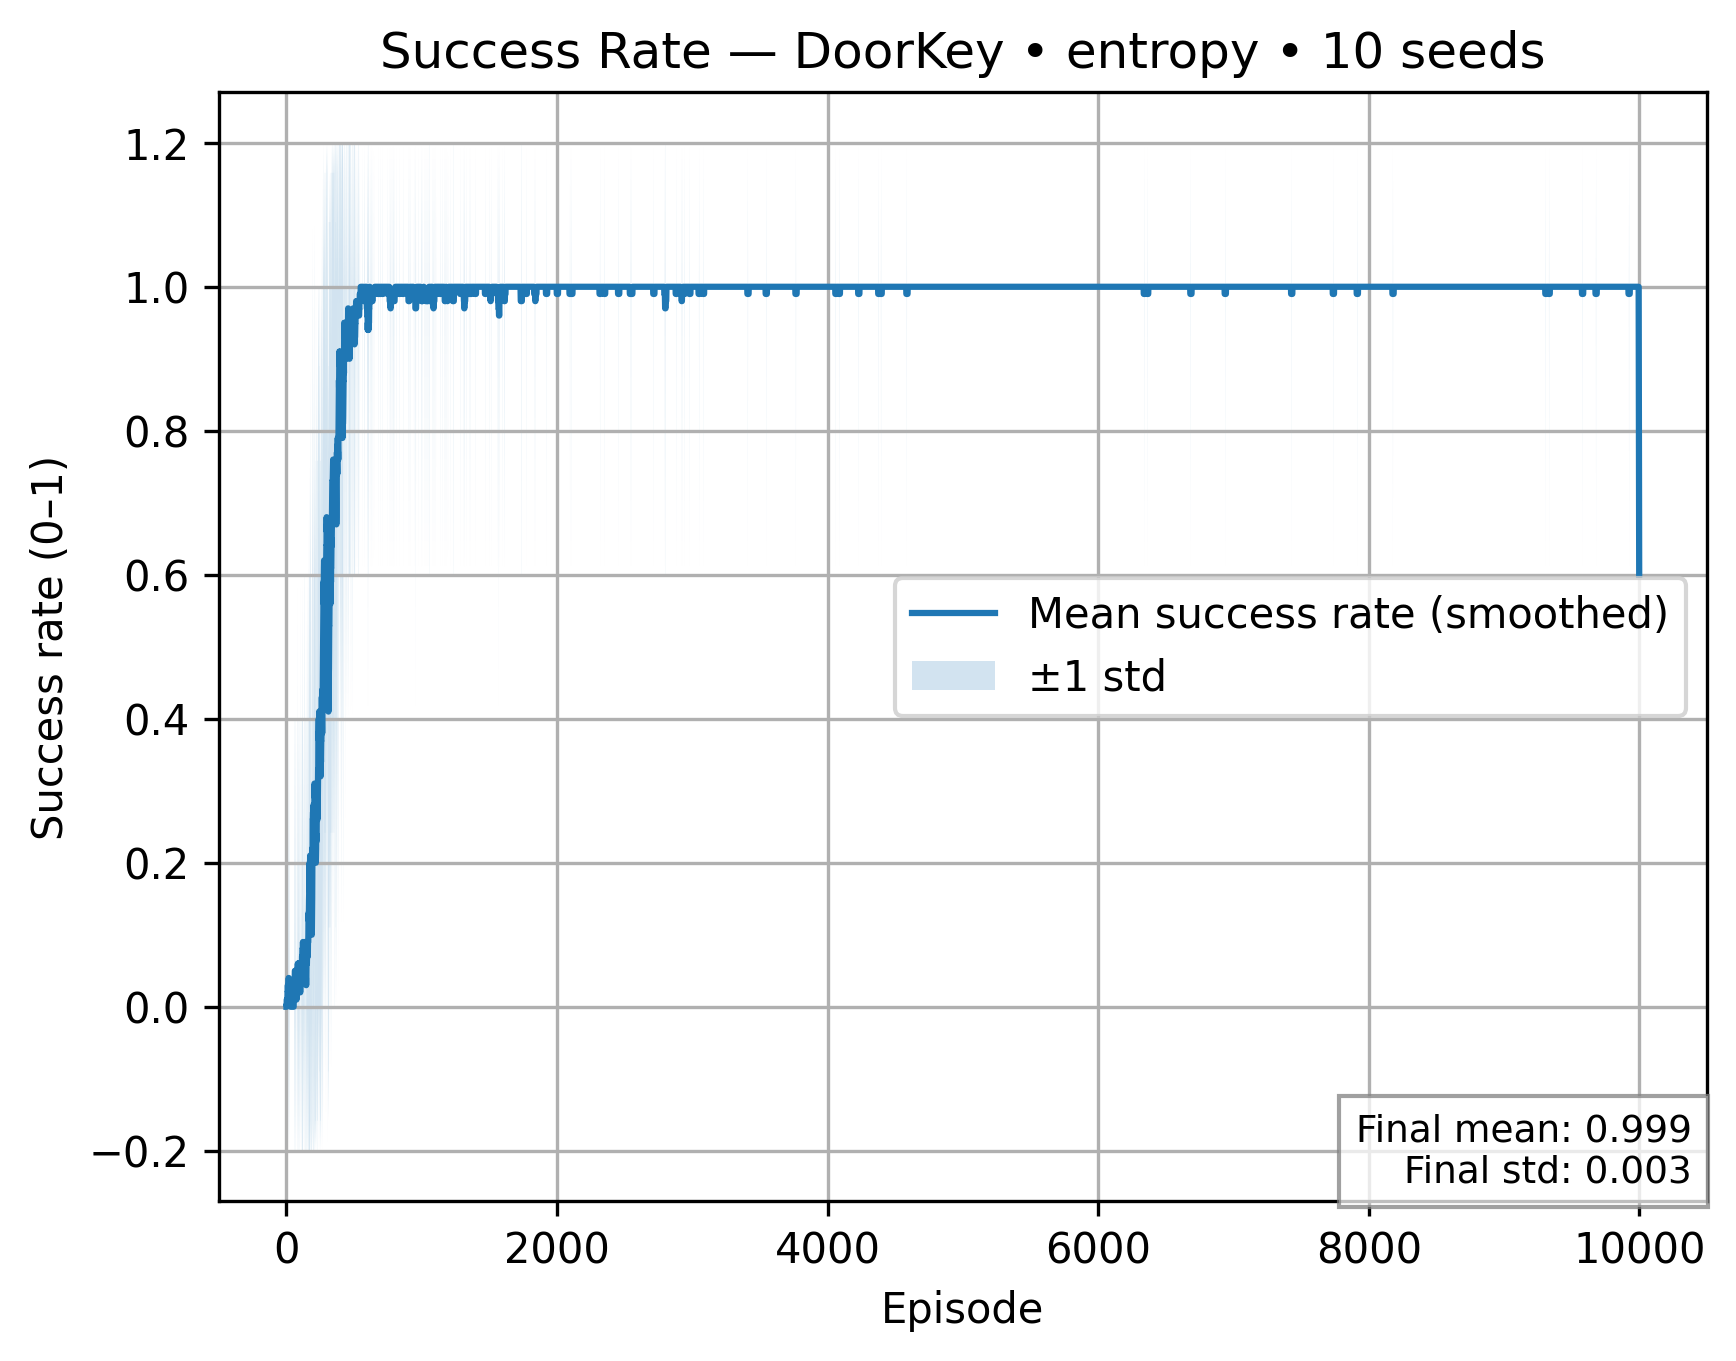 Success Rate — DoorKey • entropy • 10 seeds
1.2
1.0
0.8
0.6
0.4
0.2
0.0
−0.2
Success rate (0–1)
Mean success rate (smoothed)
±1 std
Final mean: 0.999
Final std: 0.003
0 2000 4000 6000 8000 10000
Episode